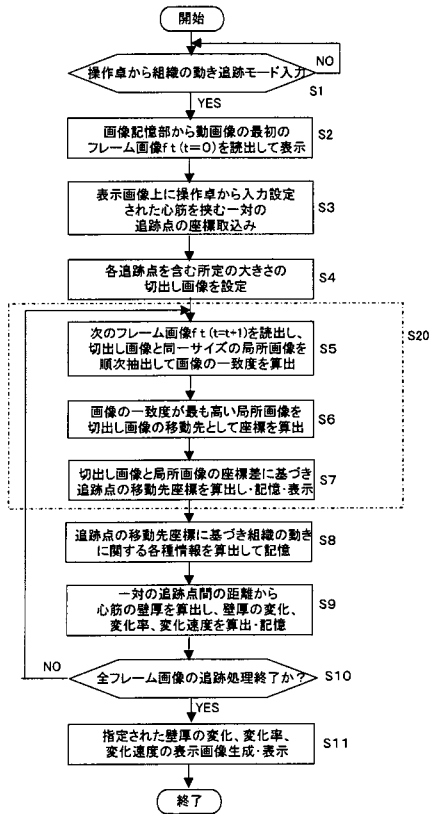 開始
操作卓から組織の動き追跡モード入力
NO
S1
YES
画像記憶部から動画像の最初の
フレーム画像ft(t=0)を読出して表示
S2
表示画像上に操作卓から入力設定
された心筋を挟む一対の
追跡点の座標取込み
S3
各追跡点を含む所定の大きさの
切出し画像を設定
S4
S20
次のフレーム画像ft(t=t+1)を読出し、
切出し画像と同一サイズの局所画像を
順次抽出して画像の一致度を算出
S5
画像の一致度が最も高い局所画像を
切出し画像の移動先として座標を算出
S6
切出し画像と局所画像の座標差に基づき
追跡点の移動先座標を算出し・記憶・表示
S7
追跡点の移動先座標に基づき組織の動き
に関する各種情報を算出して記憶
S8
一対の追跡点間の距離から
心筋の壁厚を算出し、壁厚の変化、
変化率、変化速度を算出・記憶
S9
NO
全フレーム画像の追跡処理終了か?
S10
YES
指定された壁厚の変化、変化率、
変化速度の表示画像生成・表示
S11
終了